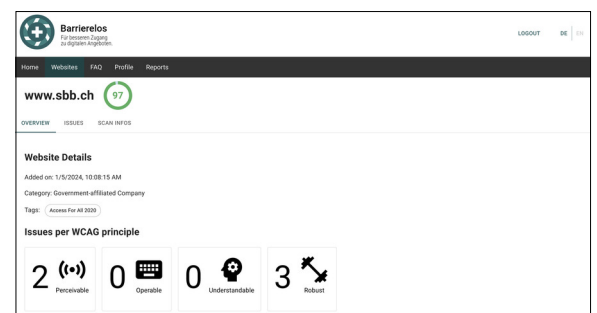 Barrierelos
Für besseren Zugang
zu digitalen Angeboten.
LOGOUT DE EN
Home Websites FAQ Profile Reports
www.sbb.ch 97
OVERVIEW ISSUES SCAN INFOS
Website Details
Added on: 1/5/2024, 10:08:15 AM
Category: Government-affiliated Company
Tags: Access For All 2020
Issues per WCAG principle
2 Perceivable 0 Operable 0 Understandable 3 Robust